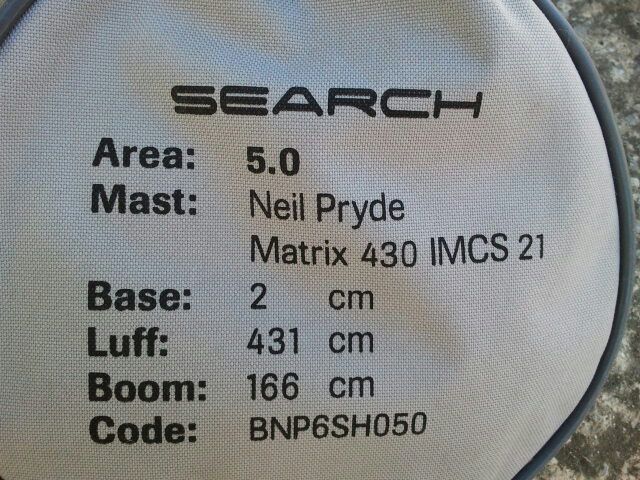 SEARCH
Area: 5.0
Mast: Neil Pryde
Matrix 430 IMCS 21
Base: 2 cm
Luff: 431 cm
Boom: 166 cm
Code: BNP6SH050